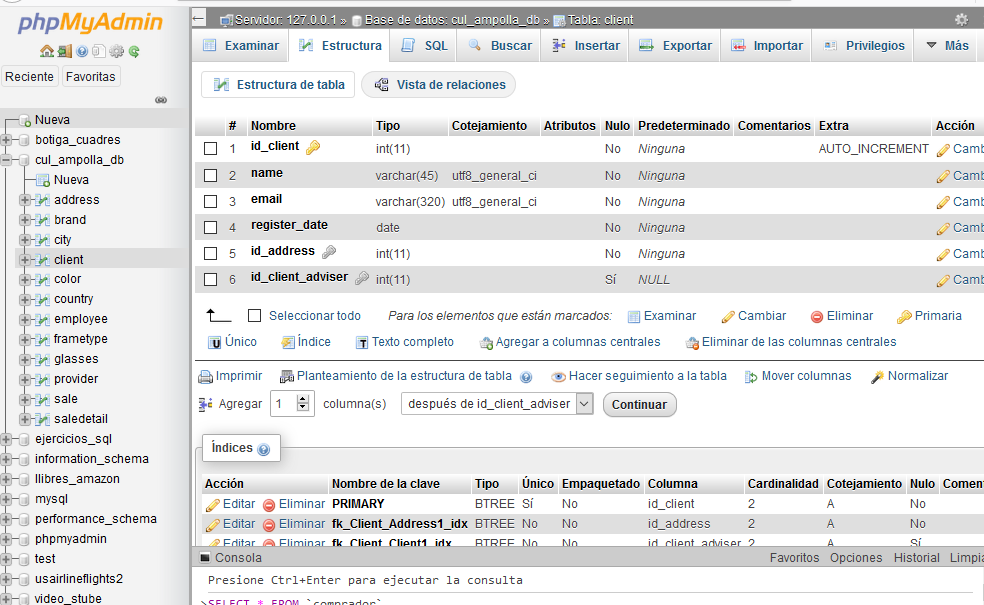 phpMyAdmin
Reciente Favoritas
Nueva
botiga_cuadres
cul_ampolla_db
Nueva
address
brand
city
client
color
country
employee
frametype
glasses
provider
sale
saledetail
ejercicios_sql
information_schema
llibres_amazon
mysql
performance_schema
phpmyadmin
test
usairlineflights2
video_stube
Servidor: 127.0.0.1 » Base de datos: cul_ampolla_db » Tabla: client
Examinar Estructura SQL Buscar Insertar Exportar Importar Privilegios Más
Estructura de tabla Vista de relaciones
# Nombre Tipo Cotejamiento Atributos Nulo Predeterminado Comentarios Extra Acción
1 id_client int(11) No Ninguna AUTO_INCREMENT Camb
2 name varchar(45) utf8_general_ci No Ninguna Camb
3 email varchar(320) utf8_general_ci No Ninguna Camb
4 register_date date No Ninguna Camb
5 id_address int(11) No Ninguna Camb
6 id_client_adviser int(11) Sí NULL Camb
Seleccionar todo Para los elementos que están marcados: Examinar Cambiar Eliminar Primaria
Único Índice Texto completo Agregar a columnas centrales Eliminar de las columnas centrales
Imprimir Planteamiento de la estructura de tabla Hacer seguimiento a la tabla Mover columnas Normalizar
Agregar 1 columna(s) después de id_client_adviser Continuar
Índices
Acción Nombre de la clave Tipo Único Empaquetado Columna Cardinalidad Cotejamiento Nulo Coment
Editar Eliminar PRIMARY BTREE Sí No id_client 2 A No
Editar Eliminar fk_Client_Address1_idx BTREE No No id_address 2 A No
Editar Eliminar fk_Client_Client1_idx BTREE No No id_client_adviser 2 A Sí
Consola Favoritos Opciones Historial Limpia
Presione Ctrl+Enter para ejecutar la consulta
>SELECT * FROM `comprador`